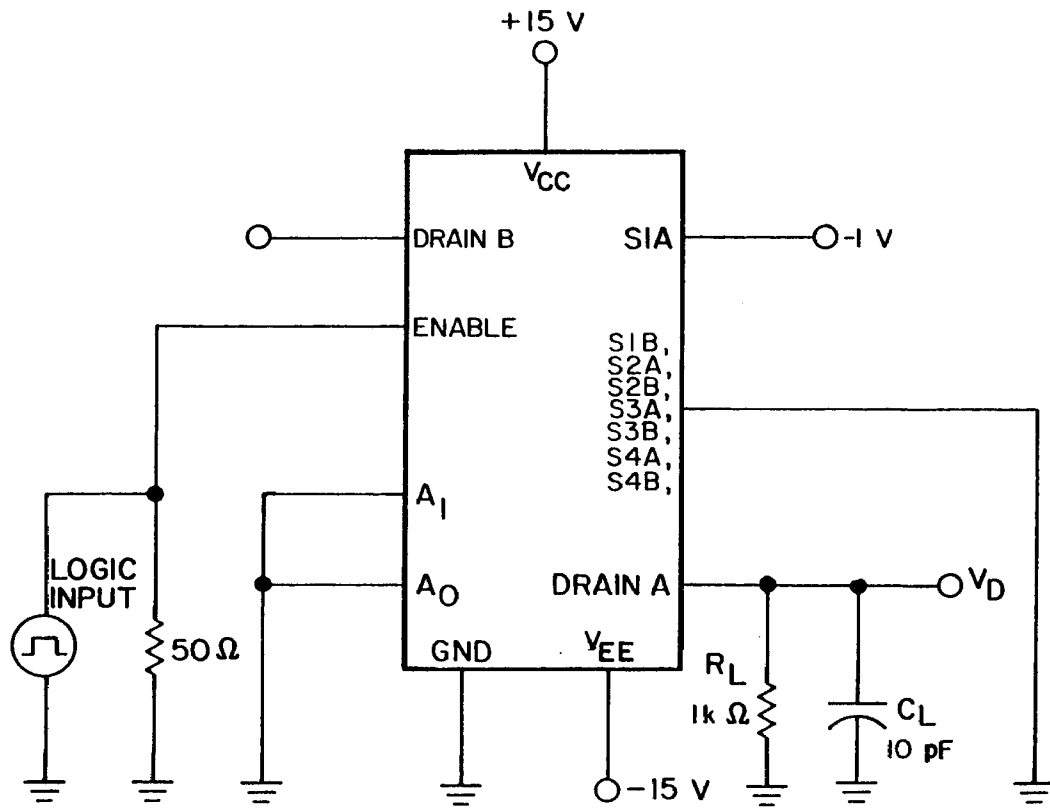 +15 V
VCC
DRAIN B
S1A
-1 V
ENABLE
S1B,
S2A,
S2B,
S3A,
S3B,
S4A,
S4B,
A1
A0
LOGIC
INPUT
50 Ω
DRAIN A
VD
GND
VEE
RL
1k Ω
CL
10 pF
-15 V